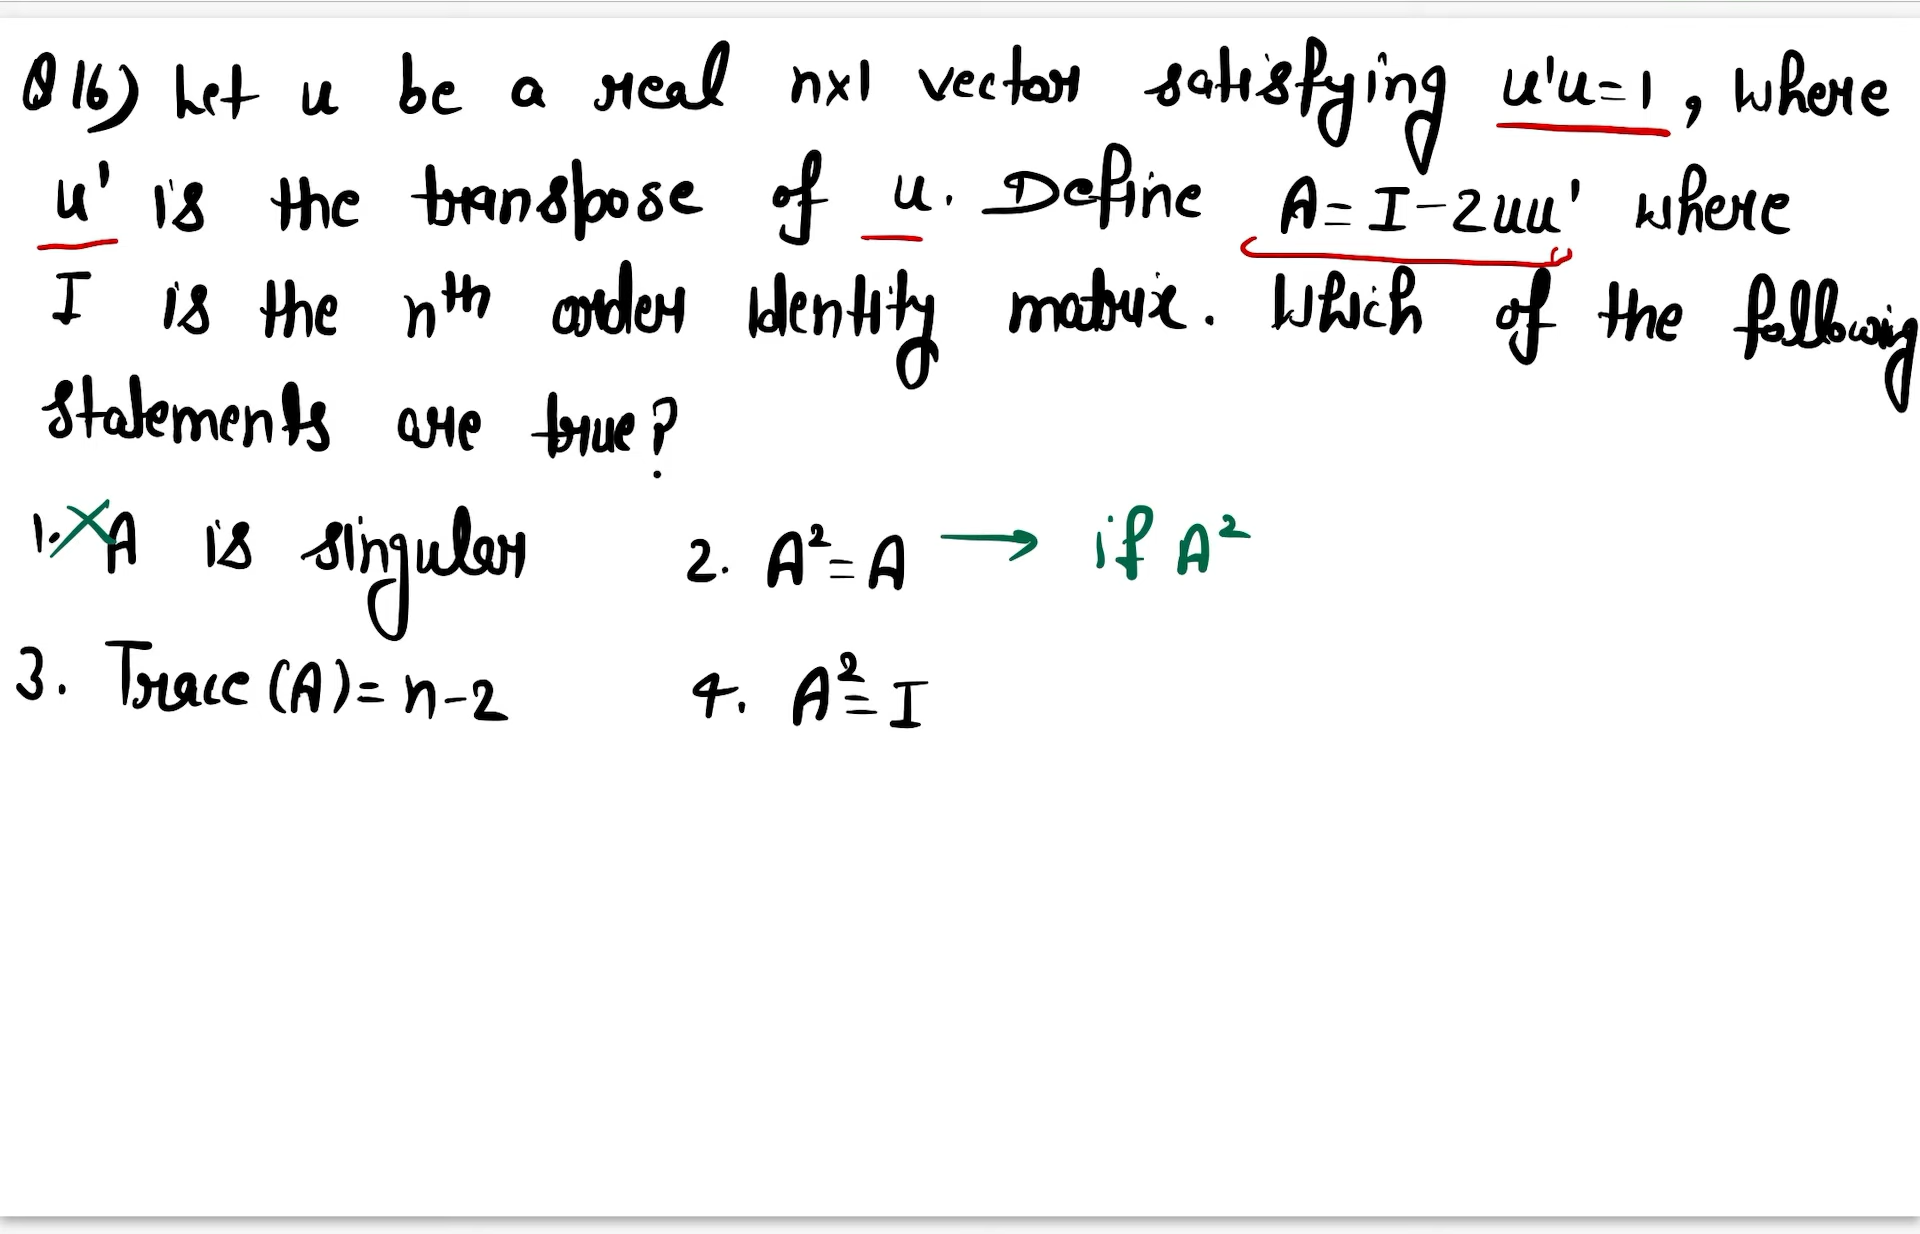 Q16) Let u be a real nx1 vector satisfying u'u=1, where
u' is the transpose of u. Define A=I-2uu' where
I is the nth order Identity matrix. Which of the following
statements are true?
1. A is singular 2. A²=A → if A²
3. Trace (A)= n-2 4. A²=I